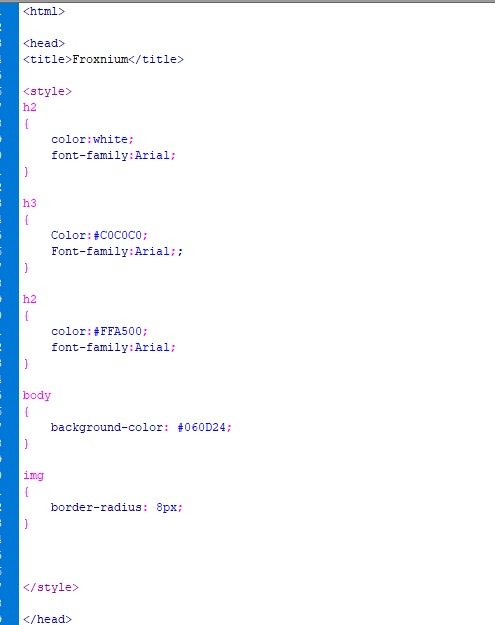 <html>
<head>
<title>Froxnium</title>
<style>
h2
{
color:white;
font-family:Arial;
}
h3
{
Color:#C0C0C0;
Font-family:Arial;;
}
h2
{
color:#FFA500;
font-family:Arial;
}
body
{
background-color: #060D24;
}
img
{
border-radius: 8px;
}
</style>
</head>